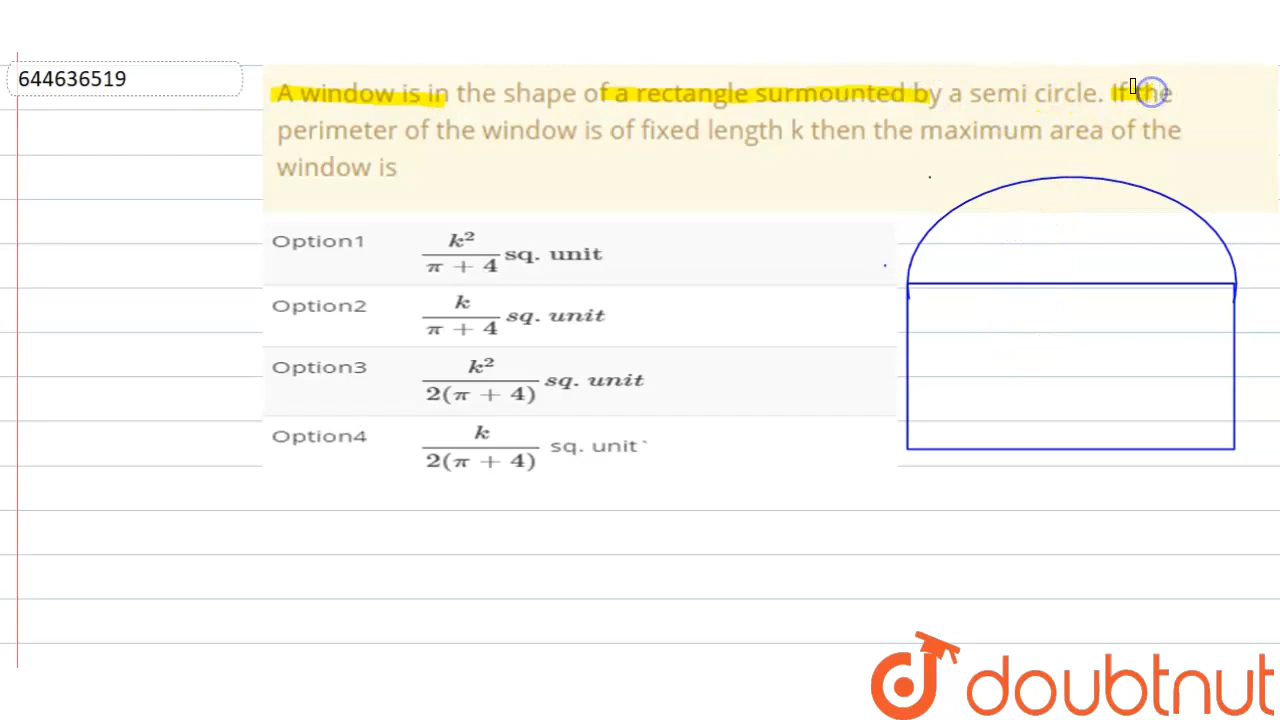 644636519
A window is in the shape of a rectangle surmounted by a semi circle. If the
perimeter of the window is of fixed length k then the maximum area of the
window is
Option1 k²/(π + 4) sq. unit
Option2 k/(π + 4) sq. unit
Option3 k²/(2(π + 4)) sq. unit
Option4 k/(2(π + 4)) sq. unit`
doubtnut